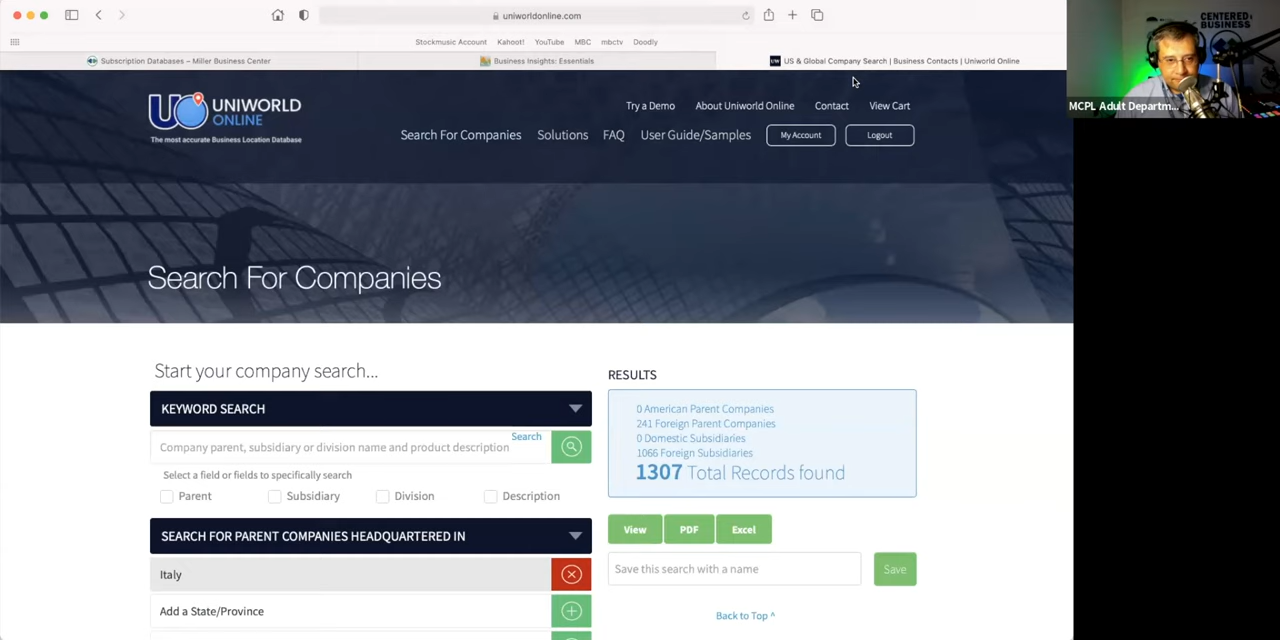 uniworldonline.com
Stockmusic Account Kahoot! YouTube MBC mbctv Doodly
Subscription Databases – Miller Business Center
Business Insights: Essentials
UW US & Global Company Search | Business Contacts | Uniworld Online
CENTERED
BUSINESS
MCPL Adult Departm...
UNIWORLD
ONLINE
The most accurate Business Location Database
Try a Demo About Uniworld Online Contact View Cart
Search For Companies Solutions FAQ User Guide/Samples My Account Logout
Search For Companies
Start your company search...
KEYWORD SEARCH
Search
Company parent, subsidiary or division name and product description
Select a field or fields to specifically search
Parent Subsidiary Division Description
SEARCH FOR PARENT COMPANIES HEADQUARTERED IN
Italy
Add a State/Province
RESULTS
0 American Parent Companies
241 Foreign Parent Companies
0 Domestic Subsidiaries
1066 Foreign Subsidiaries
1307 Total Records found
View PDF Excel
Save this search with a name Save
Back to Top ^